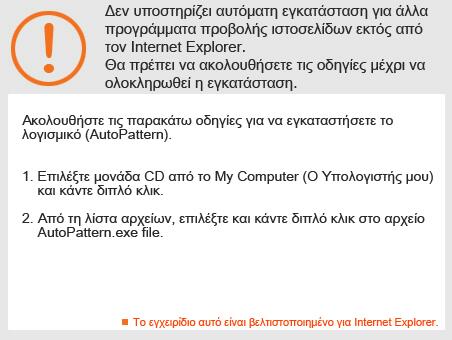 Δεν υποστηρίζει αυτόματη εγκατάσταση για άλλα
προγράμματα προβολής ιστοσελίδων εκτός από
τον Internet Explorer.
Θα πρέπει να ακολουθήσετε τις οδηγίες μέχρι να
ολοκληρωθεί η εγκατάσταση.
Ακολουθήστε τις παρακάτω οδηγίες για να εγκαταστήσετε το
λογισμικό (AutoPattern).
1. Επιλέξτε μονάδα CD από το My Computer (Ο Υπολογιστής μου)
και κάντε διπλό κλικ.
2. Από τη λίστα αρχείων, επιλέξτε και κάντε διπλό κλικ στο αρχείο
AutoPattern.exe file.
Το εγχειρίδιο αυτό είναι βελτιστοποιημένο για Internet Explorer.